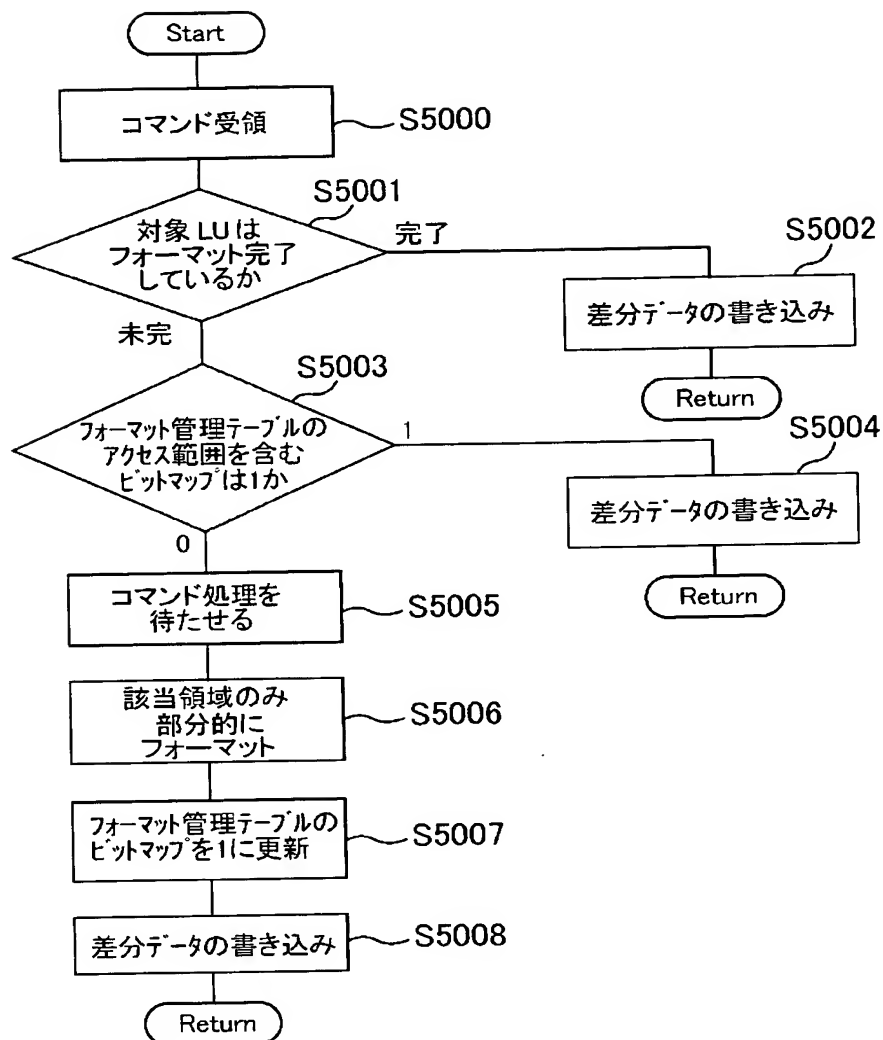 Start
コマンド受領
S5000
S5001
対象 LU は
フォーマット完了
しているか
完了
S5002
差分データの書き込み
Return
未完
S5003
フォーマット管理テーブルの
アクセス範囲を含む
ビットマップは1か
1
S5004
差分データの書き込み
Return
0
コマンド処理を
待たせる
S5005
該当領域のみ
部分的に
フォーマット
S5006
フォーマット管理テーブルの
ビットマップを1に更新
S5007
差分データの書き込み
S5008
Return